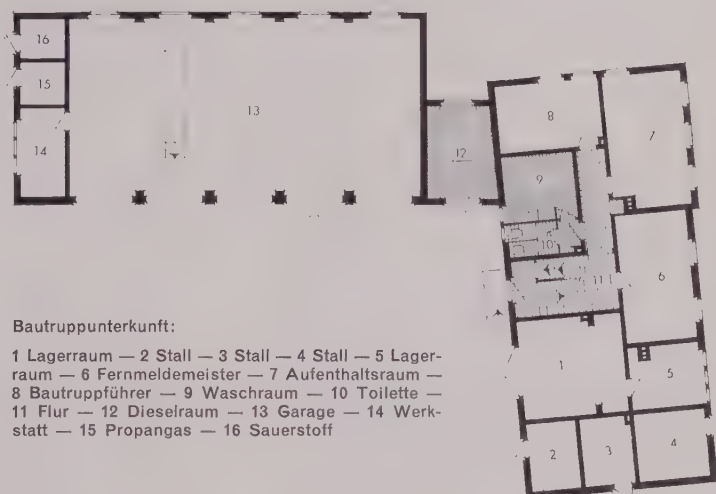 16
15
14
13
12
8
7
9
10
11
6
1
5
2
3
4
Bautruppunterkunft:
1 Lagerraum — 2 Stall — 3 Stall — 4 Stall — 5 Lager-
raum — 6 Fernmeldemeister — 7 Aufenthaltsraum —
8 Bautruppführer — 9 Waschraum — 10 Toilette —
11 Flur — 12 Dieselraum — 13 Garage — 14 Werk-
statt — 15 Propangas — 16 Sauerstoff